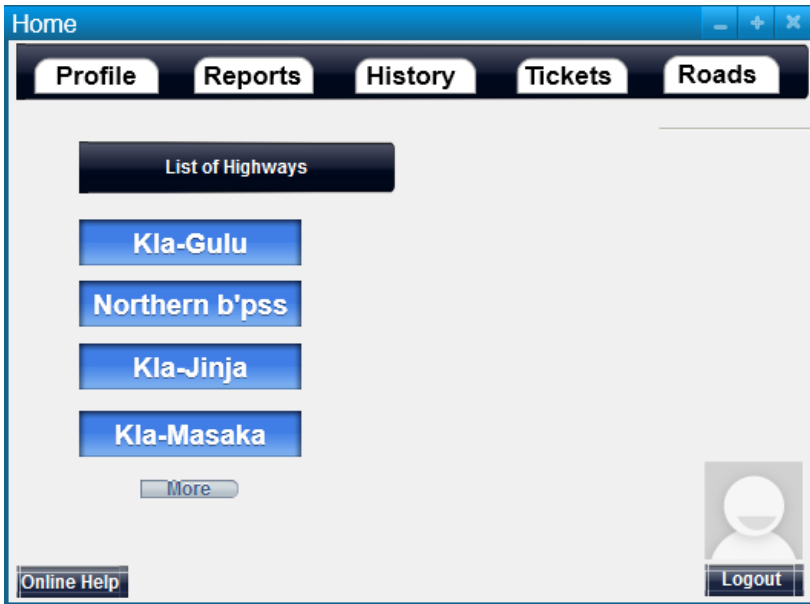 Home
Profile Reports History Tickets Roads
List of Highways
Kla-Gulu
Northern b'pss
Kla-Jinja
Kla-Masaka
More
Online Help
Logout